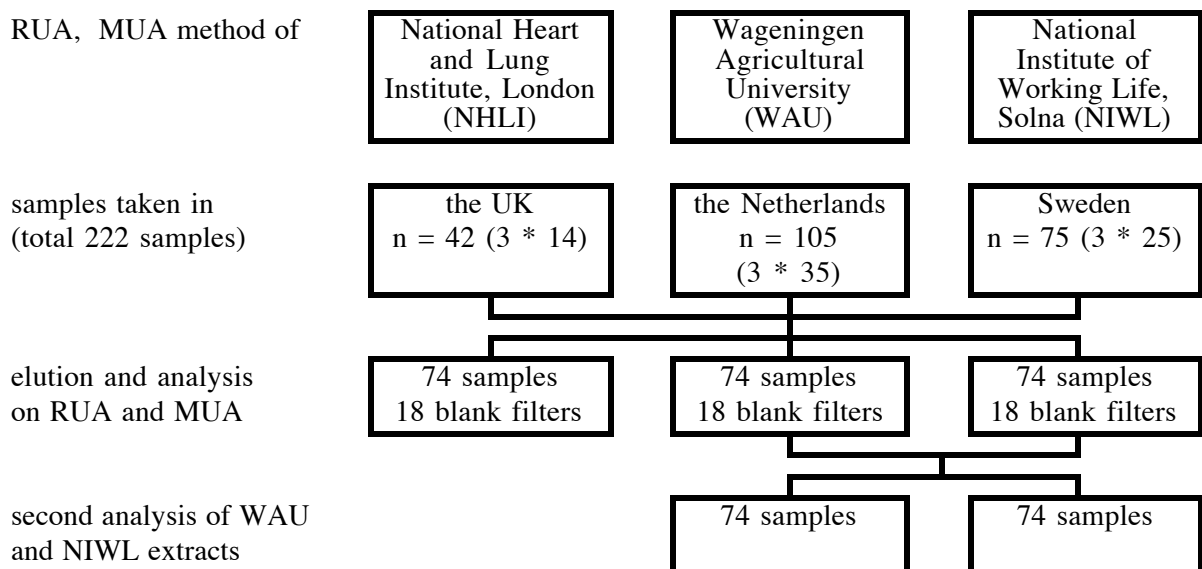 RUA, MUA method of
National Heart
and Lung
Institute, London
(NHLI)
Wageningen
Agricultural
University
(WAU)
National
Institute of
Working Life,
Solna (NIWL)
samples taken in
(total 222 samples)
the UK
n = 42 (3 * 14)
the Netherlands
n = 105
(3 * 35)
Sweden
n = 75 (3 * 25)
elution and analysis
on RUA and MUA
74 samples
18 blank filters
74 samples
18 blank filters
74 samples
18 blank filters
second analysis of WAU
and NIWL extracts
74 samples
74 samples